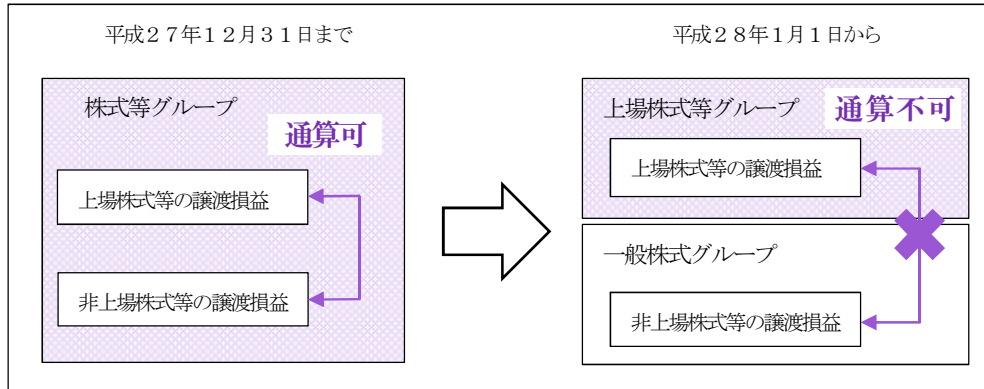 平成２７年１２月３１日まで
株式等グループ
通算可
上場株式等の譲渡損益
非上場株式等の譲渡損益
平成２８年１月１日から
上場株式等グループ
通算不可
上場株式等の譲渡損益
一般株式グループ
非上場株式等の譲渡損益